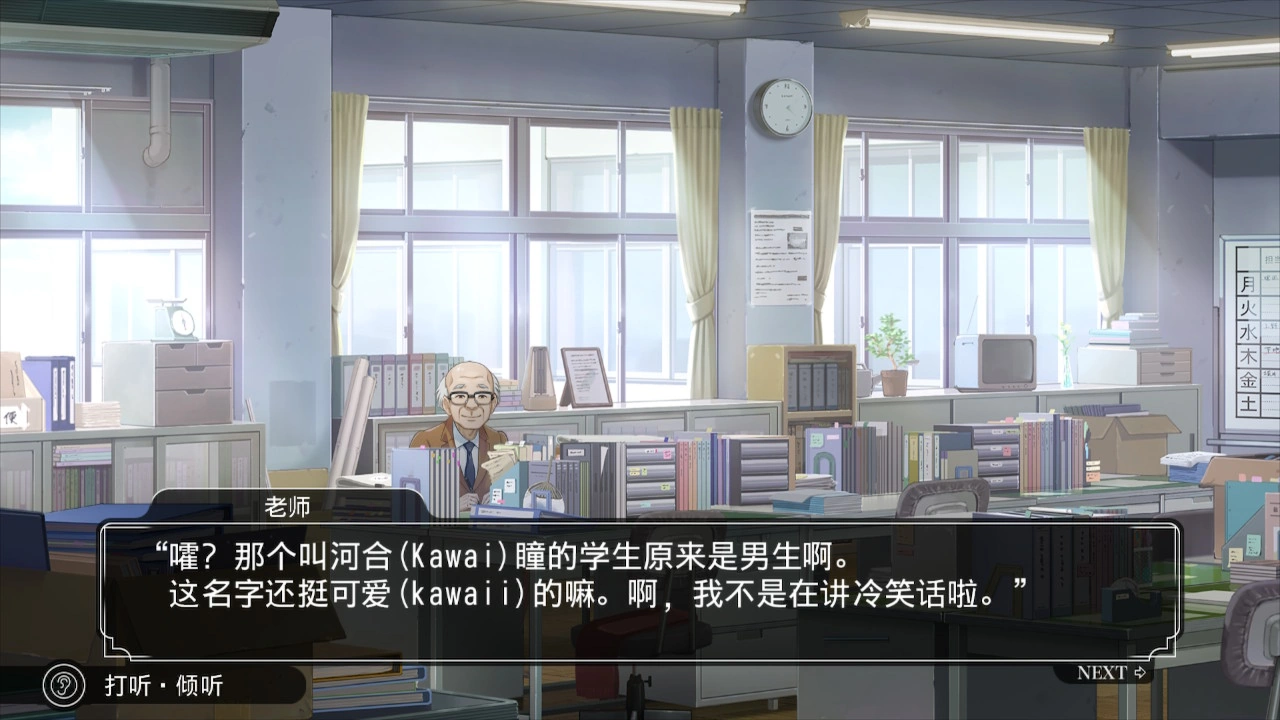 月
火
水
木
金
土
便
老师
“嚯？那个叫河合(Kawai)瞳的学生原来是男生啊。
这名字还挺可爱(kawaii)的嘛。啊，我不是在讲冷笑话啦。”
NEXT
打听·倾听